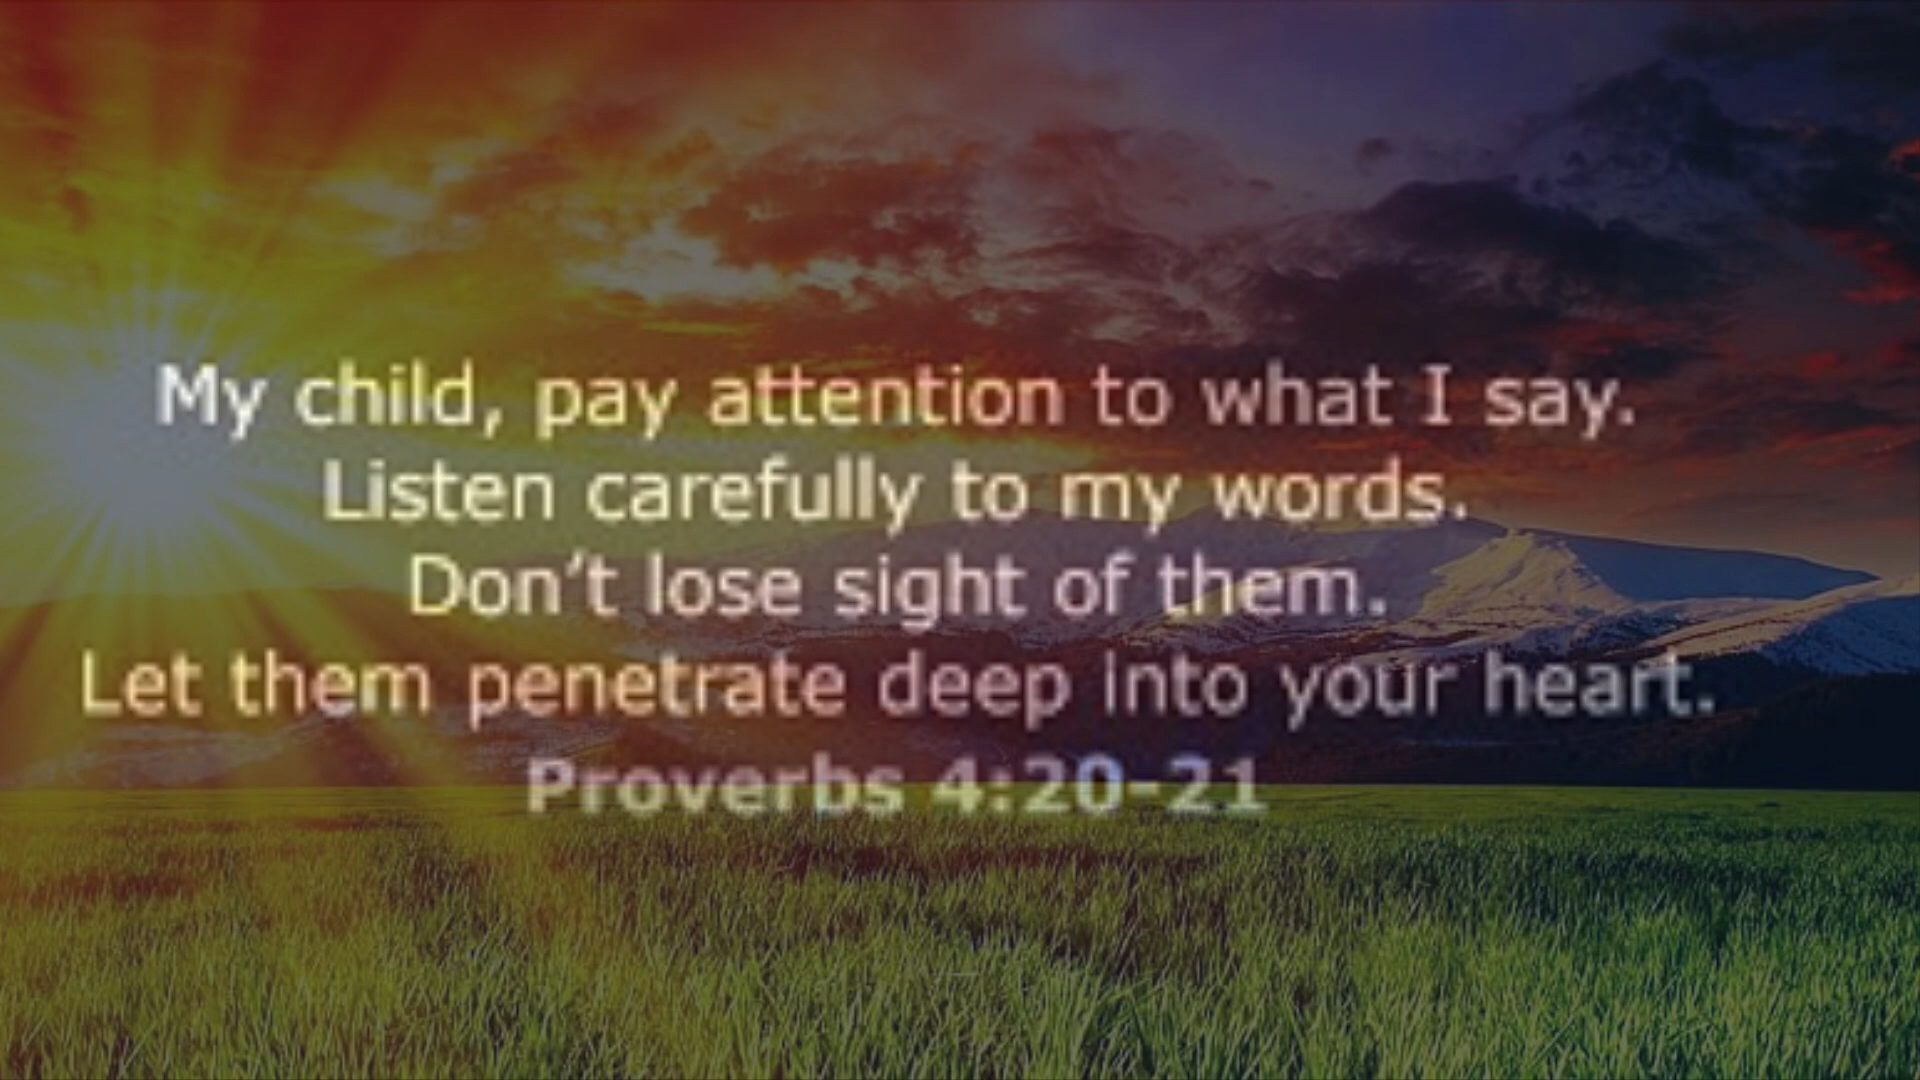 My child, pay attention to what I say.
Listen carefully to my words.
Don’t lose sight of them.
Let them penetrate deep into your heart.
Proverbs 4:20-21